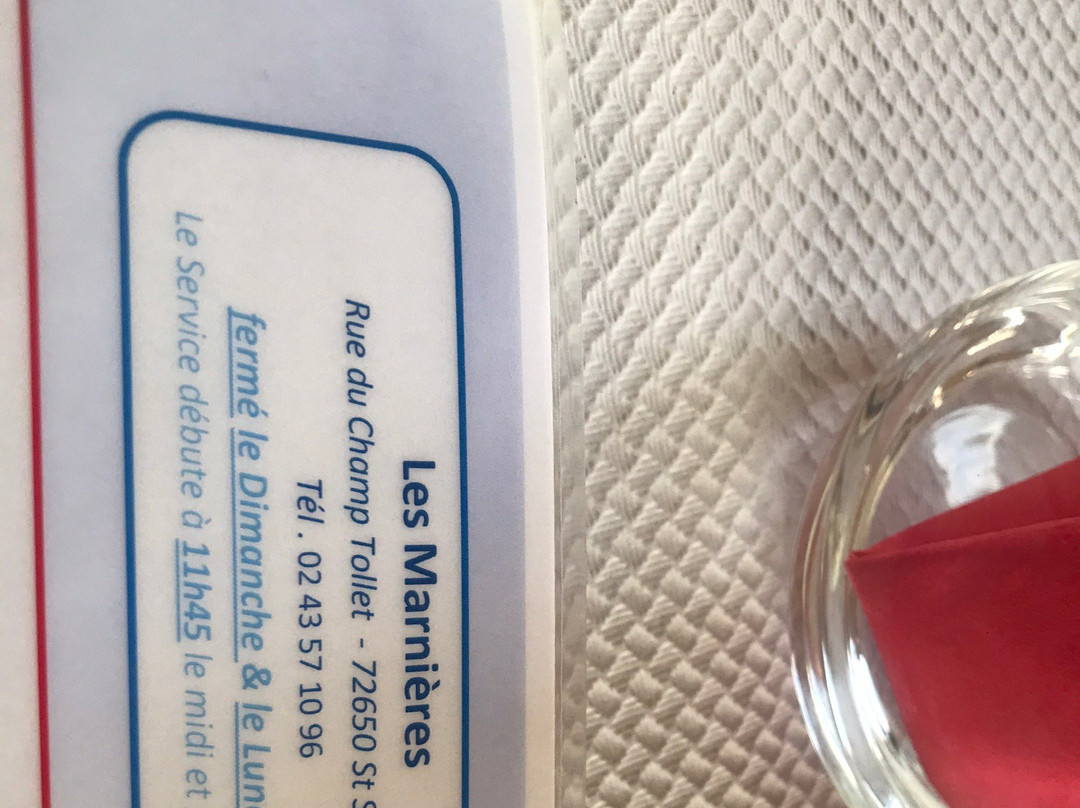 Les Marnières
Rue du Champ Tollet - 72650 St S
Tél. 02 43 57 10 96
fermé le Dimanche & le Lun
Le Service débute à 11h45 le midi et